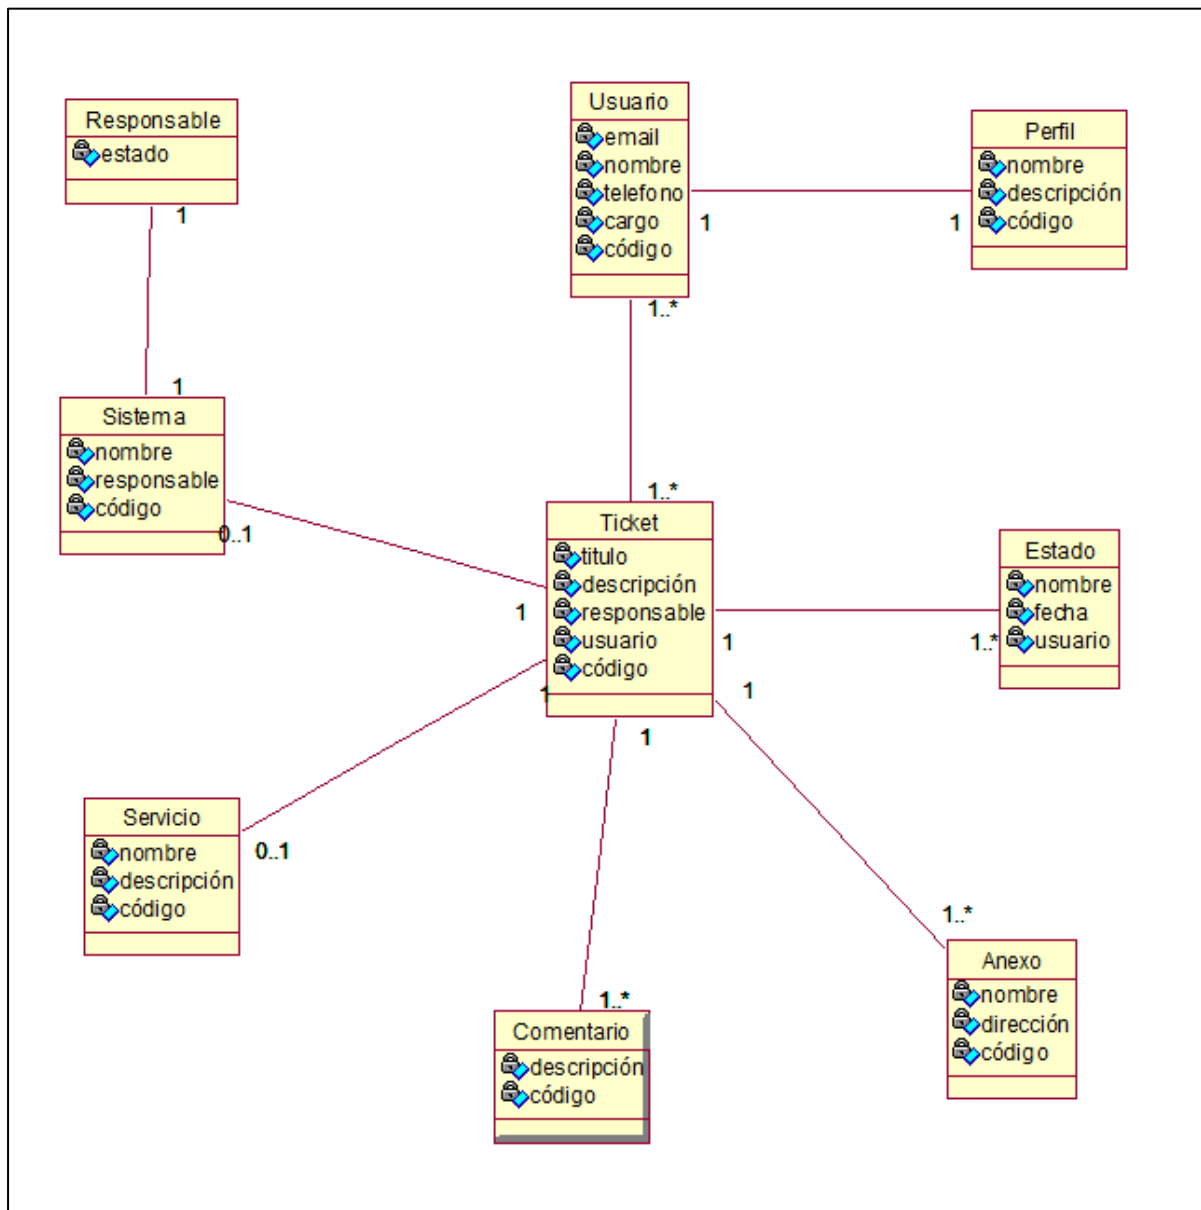 Responsable
estado
1
1
Sistema
nombre
responsable
código
0..1
Usuario
email
nombre
telefono
cargo
código
1
1
1..*
Perfil
nombre
descripción
código
1..*
Ticket
titulo
descripción
responsable
usuario
código
1
1
1
1
1
1..*
Estado
nombre
fecha
usuario
Servicio
nombre
descripción
código
0..1
1..*
Comentario
descripción
código
1..*
Anexo
nombre
dirección
código